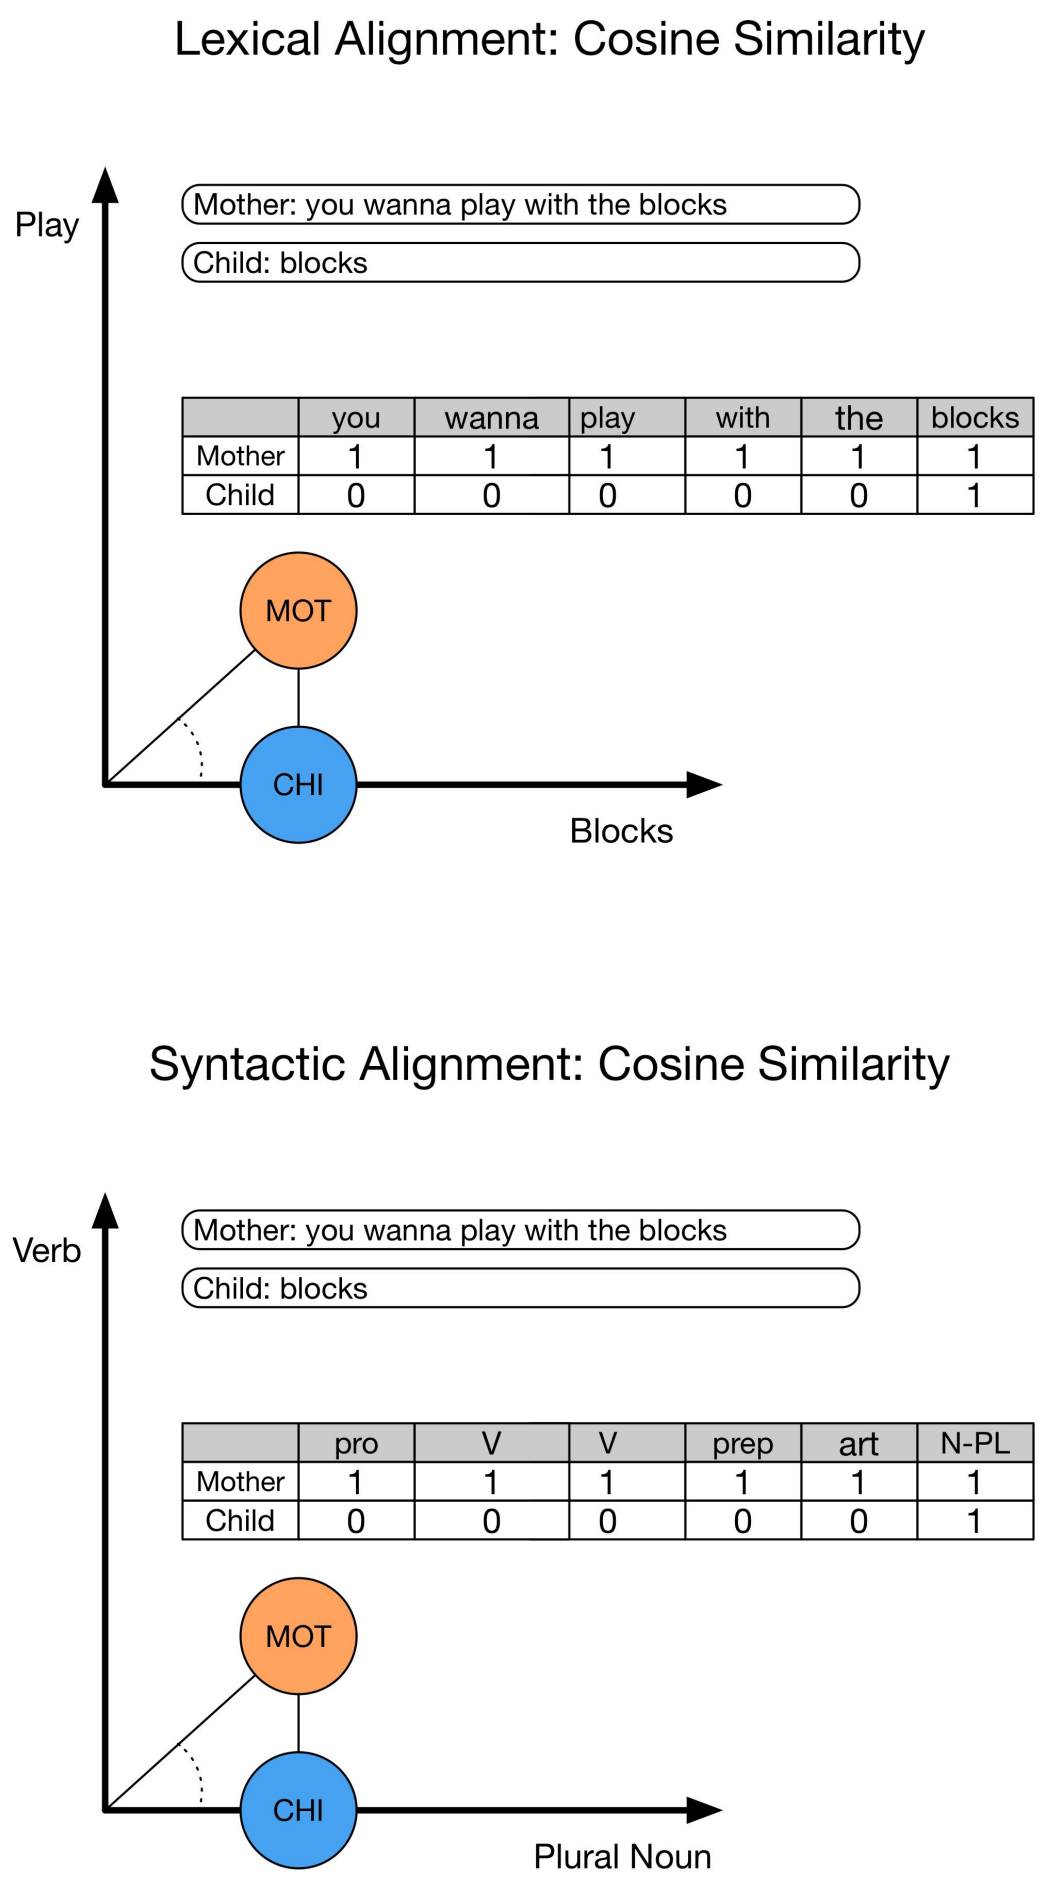 Lexical Alignment: Cosine Similarity
Play
Mother: you wanna play with the blocks
Child: blocks
you wanna play with the blocks
Mother 1 1 1 1 1 1
Child 0 0 0 0 0 1
MOT
CHI
Blocks
Syntactic Alignment: Cosine Similarity
Verb
Mother: you wanna play with the blocks
Child: blocks
pro V V prep art N-PL
Mother 1 1 1 1 1 1
Child 0 0 0 0 0 1
MOT
CHI
Plural Noun